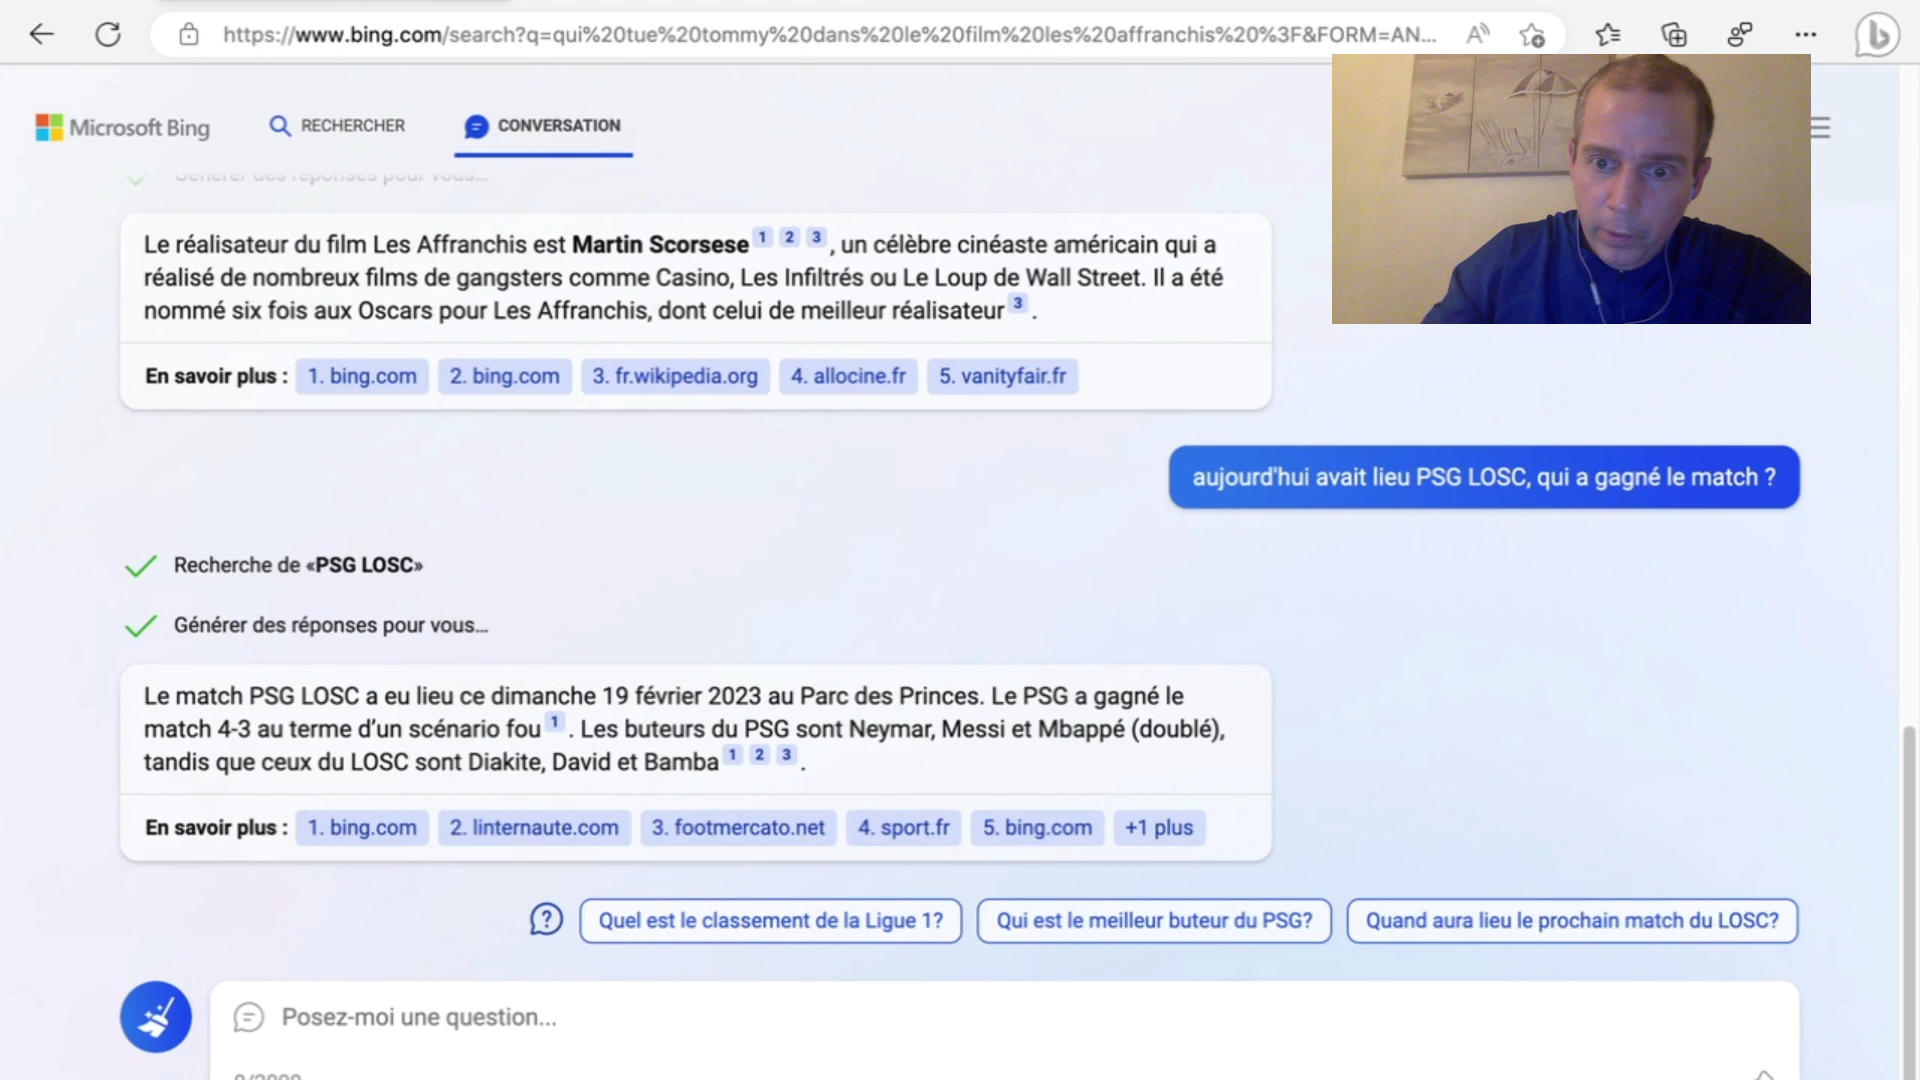 https://www.bing.com/search?q=qui%20tue%20tommy%20dans%20le%20film%20les%20affranchis%20%3F&FORM=AN...
Microsoft Bing
RECHERCHER
CONVERSATION
Générer des réponses pour vous...
Le réalisateur du film Les Affranchis est Martin Scorsese 1 2 3, un célèbre cinéaste américain qui a
réalisé de nombreux films de gangsters comme Casino, Les Infiltrés ou Le Loup de Wall Street. Il a été
nommé six fois aux Oscars pour Les Affranchis, dont celui de meilleur réalisateur 3.
En savoir plus : 1. bing.com 2. bing.com 3. fr.wikipedia.org 4. allocine.fr 5. vanityfair.fr
aujourd'hui avait lieu PSG LOSC, qui a gagné le match ?
Recherche de «PSG LOSC»
Générer des réponses pour vous...
Le match PSG LOSC a eu lieu ce dimanche 19 février 2023 au Parc des Princes. Le PSG a gagné le
match 4-3 au terme d’un scénario fou 1. Les buteurs du PSG sont Neymar, Messi et Mbappé (doublé),
tandis que ceux du LOSC sont Diakite, David et Bamba 1 2 3.
En savoir plus : 1. bing.com 2. linternaute.com 3. footmercato.net 4. sport.fr 5. bing.com +1 plus
Quel est le classement de la Ligue 1? Qui est le meilleur buteur du PSG? Quand aura lieu le prochain match du LOSC?
Posez-moi une question...
0/2000